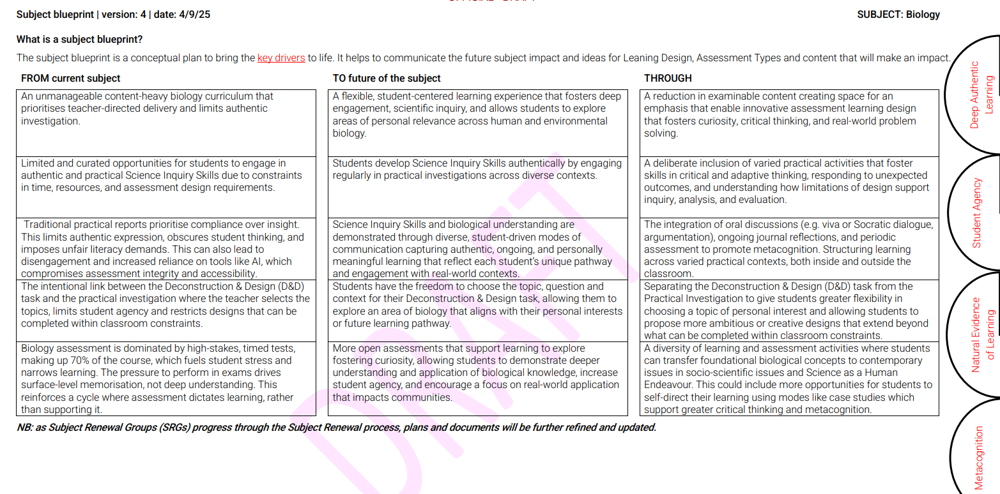 Subject blueprint | version: 4 | date: 4/9/25
SUBJECT: Biology
What is a subject blueprint?
The subject blueprint is a conceptual plan to bring the key drivers to life. It helps to communicate the future subject impact and ideas for Leaning Design, Assessment Types and content that will make an impact.
FROM current subject
TO future of the subject
THROUGH
An unmanageable content-heavy biology curriculum that
prioritises teacher-directed delivery and limits authentic
investigation.
A flexible, student-centered learning experience that fosters deep
engagement, scientific inquiry, and allows students to explore
areas of personal relevance across human and environmental
biology.
A reduction in examinable content creating space for an
emphasis that enable innovative assessment learning design
that fosters curiosity, critical thinking, and real-world problem
solving.
Limited and curated opportunities for students to engage in
authentic and practical Science Inquiry Skills due to constraints
in time, resources, and assessment design requirements.
Students develop Science Inquiry Skills authentically by engaging
regularly in practical investigations across diverse contexts.
A deliberate inclusion of varied practical activities that foster
skills in critical and adaptive thinking, responding to unexpected
outcomes, and understanding how limitations of design support
inquiry, analysis, and evaluation.
Traditional practical reports prioritise compliance over insight.
This limits authentic expression, obscures student thinking, and
imposes unfair literacy demands. This can also lead to
disengagement and increased reliance on tools like AI, which
compromises assessment integrity and accessibility.
Science Inquiry Skills and biological understanding are
demonstrated through diverse, student-driven modes of
communication capturing authentic, ongoing, and personally
meaningful learning that reflect each student's unique pathway
and engagement with real-world contexts.
The integration of oral discussions (e.g. viva or Socratic dialogue,
argumentation), ongoing journal reflections, and periodic
assessment to promote metacognition. Structuring learning
across varied practical contexts, both inside and outside the
classroom.
The intentional link between the Deconstruction & Design (D&D)
task and the practical investigation where the teacher selects the
topics, limits student agency and restricts designs that can be
completed within classroom constraints.
Students have the freedom to choose the topic, question and
context for their Deconstruction & Design task, allowing them to
explore an area of biology that aligns with their personal interests
or future learning pathway.
Separating the Deconstruction & Design (D&D) task from the
Practical Investigation to give students greater flexibility in
choosing a topic of personal interest and allowing students to
propose more ambitious or creative designs that extend beyond
what can be completed within classroom constraints.
Biology assessment is dominated by high-stakes, timed tests,
making up 70% of the course, which fuels student stress and
narrows learning. The pressure to perform in exams drives
surface-level memorisation, not deep understanding. This
reinforces a cycle where assessment dictates learning, rather
than supporting it.
More open assessments that support learning to explore
fostering curiosity, allowing students to demonstrate deeper
understanding and application of biological knowledge, increase
student agency, and encourage a focus on real-world application
that impacts communities.
A diversity of learning and assessment activities where students
can transfer foundational biological concepts to contemporary
issues in socio-scientific issues and Science as a Human
Endeavour. This could include more opportunities for students to
self-direct their learning using modes like case studies which
support greater critical thinking and metacognition.
NB: as Subject Renewal Groups (SRGs) progress through the Subject Renewal process, plans and documents will be further refined and updated.
Deep Authentic
Learning
Student Agency
Natural Evidence
of Learning
Metacognition
DRAFT